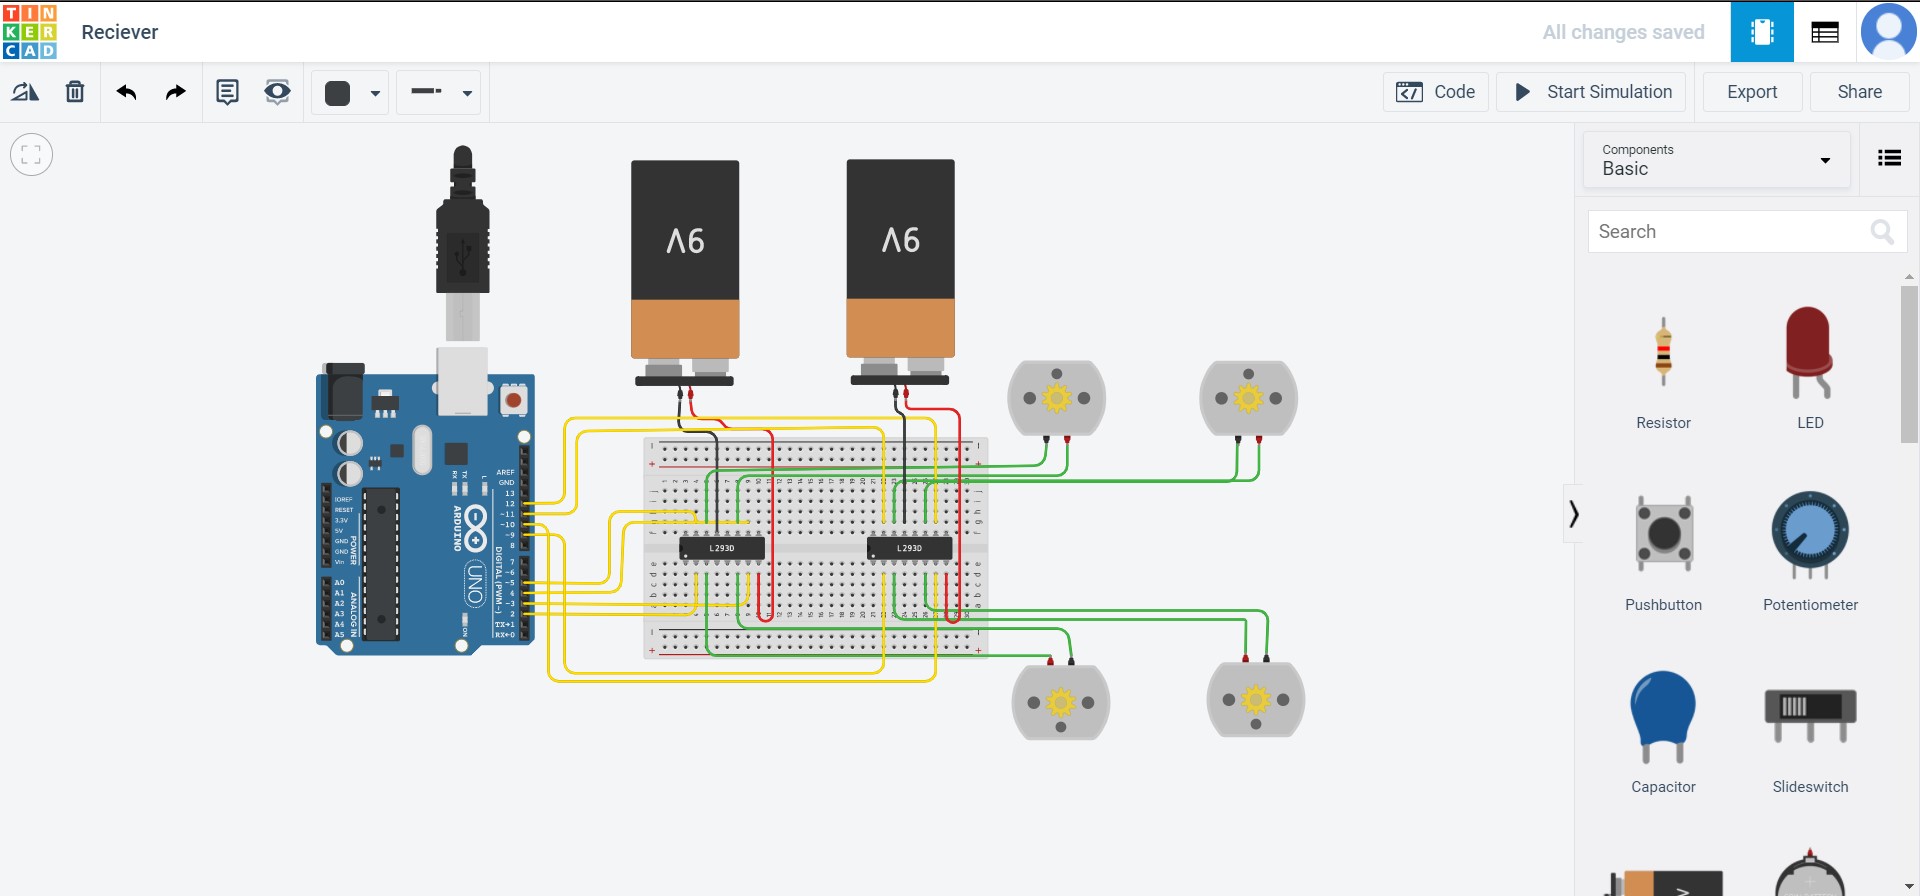 TIN
KER
CAD
Reciever
All changes saved
Code
Start Simulation
Export
Share
Components
Basic
Search
Resistor
LED
Pushbutton
Potentiometer
Capacitor
Slideswitch
9V
9V
AREF
GND
13
12
~11
~10
~9
8
7
~6
~5
4
~3
2
TX→1
RX←0
IOREF
RESET
3.3V
5V
GND
GND
Vin
A0
A1
A2
A3
A4
A5
POWER
ANALOG IN
DIGITAL (PWM~)
ARDUINO
UNO
RX
TX
L
ON
L293D
L293D